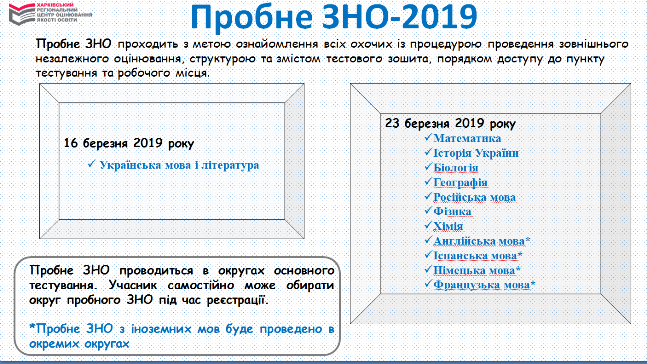 ХАРКІВСЬКИЙ
РЕГІОНАЛЬНИЙ
ЦЕНТР ОЦІНЮВАННЯ
ЯКОСТІ ОСВІТИ
Пробне ЗНО-2019
Пробне ЗНО проходить з метою ознайомлення всіх охочих із процедурою проведення зовнішнього
незалежного оцінювання, структурою та змістом тестового зошита, порядком доступу до пункту
тестування та робочого місця.
16 березня 2019 року
✓ Українська мова і література
23 березня 2019 року
✓Математика
✓Історія України
✓Біологія
✓Географія
✓Російська мова
✓Фізика
✓Хімія
✓Англійська мова*
✓Іспанська мова*
✓Німецька мова*
✓Французька мова*
Пробне ЗНО проводиться в округах основного
тестування. Учасник самостійно може обирати
округ пробного ЗНО під час реєстрації.
*Пробне ЗНО з іноземних мов буде проведено в
окремих округах